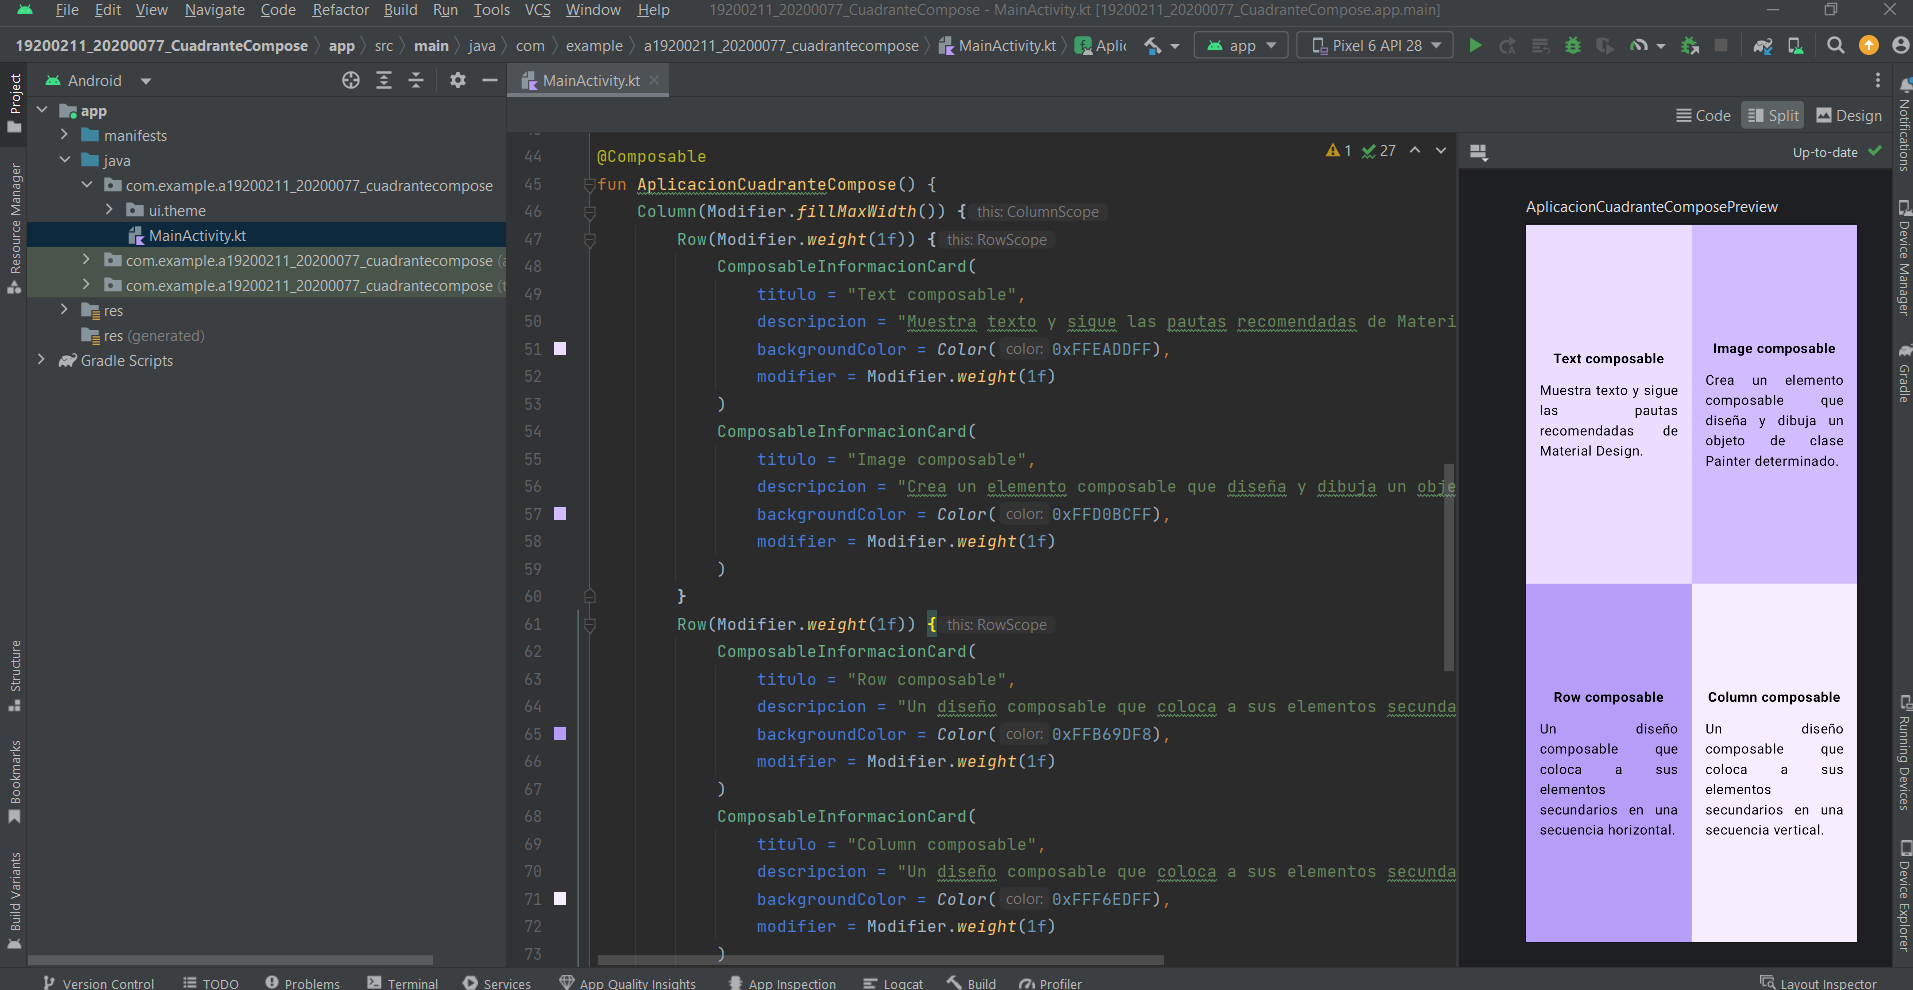 File Edit View Navigate Code Refactor Build Run Tools VCS Window Help 19200211_20200077_CuadranteCompose - MainActivity.kt [19200211_20200077_CuadranteCompose.app.main]
19200211_20200077_CuadranteCompose app src main java com example a19200211_20200077_cuadrantecompose MainActivity.kt Aplic app Pixel 6 API 28
Project
Resource Manager
Structure
Bookmarks
Build Variants
Android
app
manifests
java
com.example.a19200211_20200077_cuadrantecompose
ui.theme
MainActivity.kt
com.example.a19200211_20200077_cuadrantecompose (a
com.example.a19200211_20200077_cuadrantecompose (t
res
res (generated)
Gradle Scripts
MainActivity.kt
Code Split Design
1 27
44 @Composable
45 fun AplicacionCuadranteCompose() {
46 Column(Modifier.fillMaxWidth()) { this: ColumnScope
47 Row(Modifier.weight(1f)) { this: RowScope
48 ComposableInformacionCard(
49 titulo = "Text composable",
50 descripcion = "Muestra texto y sigue las pautas recomendadas de Materi
51 backgroundColor = Color( color: 0xFFEADDFF),
52 modifier = Modifier.weight(1f)
53 )
54 ComposableInformacionCard(
55 titulo = "Image composable",
56 descripcion = "Crea un elemento composable que diseña y dibuja un obje
57 backgroundColor = Color( color: 0xFFD0BCFF),
58 modifier = Modifier.weight(1f)
59 )
60 }
61 Row(Modifier.weight(1f)) { this: RowScope
62 ComposableInformacionCard(
63 titulo = "Row composable",
64 descripcion = "Un diseño composable que coloca a sus elementos secunda
65 backgroundColor = Color( color: 0xFFB69DF8),
66 modifier = Modifier.weight(1f)
67 )
68 ComposableInformacionCard(
69 titulo = "Column composable",
70 descripcion = "Un diseño composable que coloca a sus elementos secunda
71 backgroundColor = Color( color: 0xFFF6EDFF),
72 modifier = Modifier.weight(1f)
73 )
Up-to-date
AplicacionCuadranteComposePreview
Text composable
Muestra texto y sigue
las pautas
recomendadas de
Material Design.
Image composable
Crea un elemento
composable que
diseña y dibuja un
objeto de clase
Painter determinado.
Row composable
Un diseño
composable que
coloca a sus
elementos
secundarios en una
secuencia horizontal.
Column composable
Un diseño
composable que
coloca a sus
elementos
secundarios en una
secuencia vertical.
Notifications
Device Manager
Gradle
Running Devices
Device Explorer
Version Control TODO Problems Terminal Services App Quality Insights App Inspection Logcat Build Profiler Layout Inspector